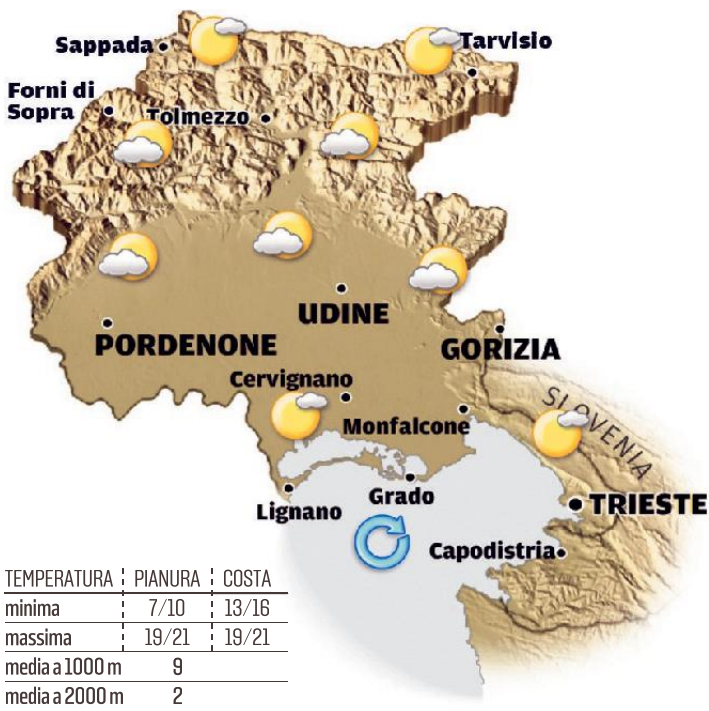 Sappada
Tarvisio
Forni di
Sopra
Tolmezzo
UDINE
PORDENONE
GORIZIA
Cervignano
SLOVENIA
Monfalcone
Grado
Lignano
TRIESTE
Capodistria
TEMPERATURA PIANURA COSTA
minima 7/10 13/16
massima 19/21 19/21
media a 1000 m 9
media a 2000 m 2